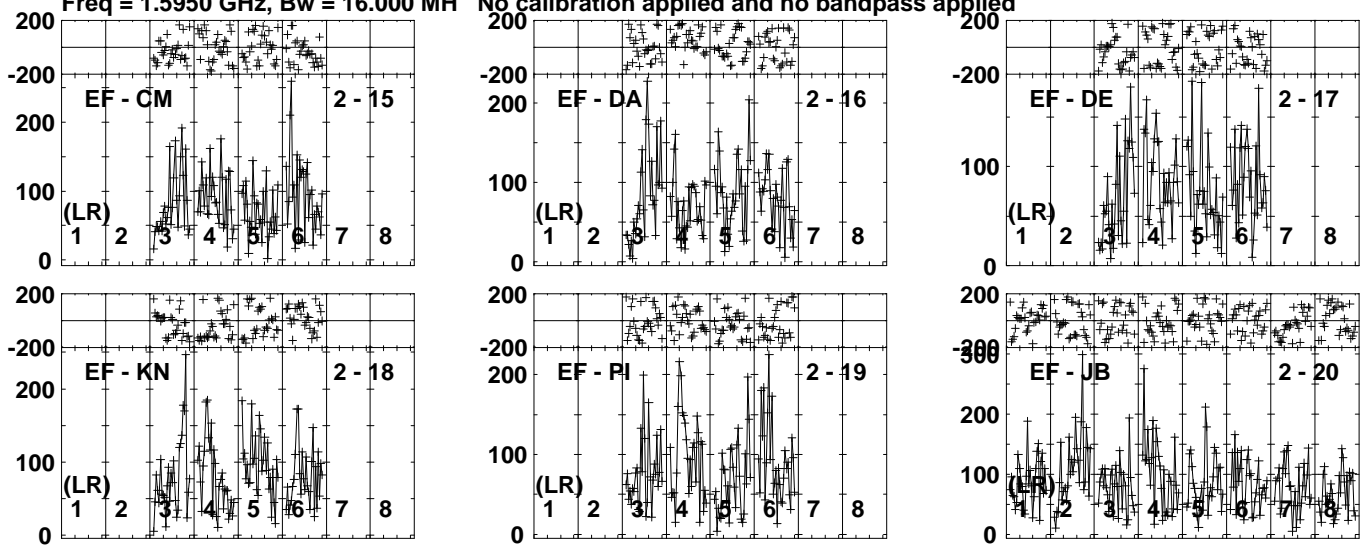 Freq = 1.5950 GHz, Bw = 16.000 MH No calibration applied and no bandpass applied
200
-200
EF - CM 2 - 15
200
100
(LR)
0
1 2 3 4 5 6 7 8
200
-200
EF - DA 2 - 16
200
100
(LR)
0
1 2 3 4 5 6 7 8
200
-200
EF - DE 2 - 17
100
(LR)
0
1 2 3 4 5 6 7 8
200
-200
EF - KN 2 - 18
200
100
(LR)
0
1 2 3 4 5 6 7 8
200
-200
EF - PI 2 - 19
200
100
(LR)
0
1 2 3 4 5 6 7 8
200
-200
300
EF - JB 2 - 20
200
100
(LR)
0
1 2 3 4 5 6 7 8